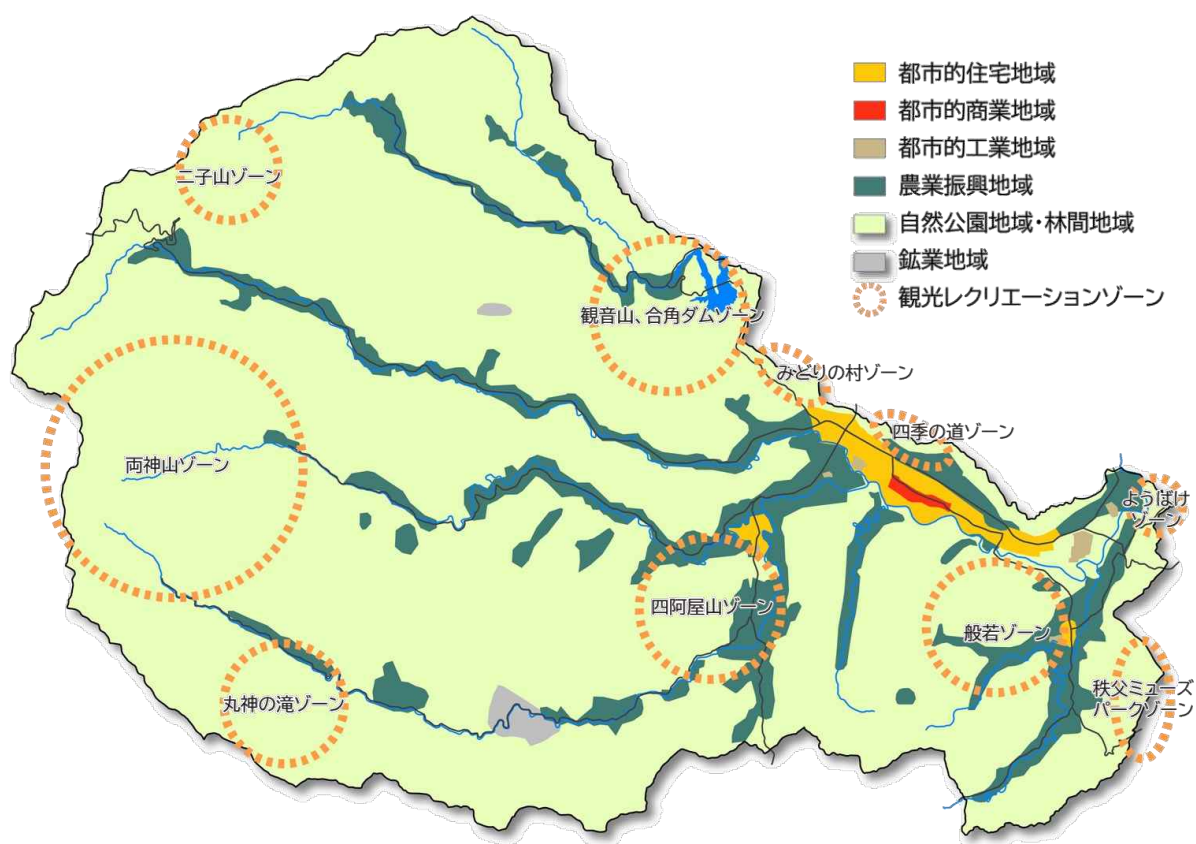 都市的住宅地域
都市的商業地域
都市的工業地域
農業振興地域
自然公園地域・林間地域
鉱業地域
観光レクリエーションゾーン
二子山ゾーン
観音山、合角ダムゾーン
みどりの村ゾーン
四季の道ゾーン
両神山ゾーン
ようばけ
ゾーン
四阿屋山ゾーン
般若ゾーン
秩父ミューズ
パークゾーン
丸神の滝ゾーン